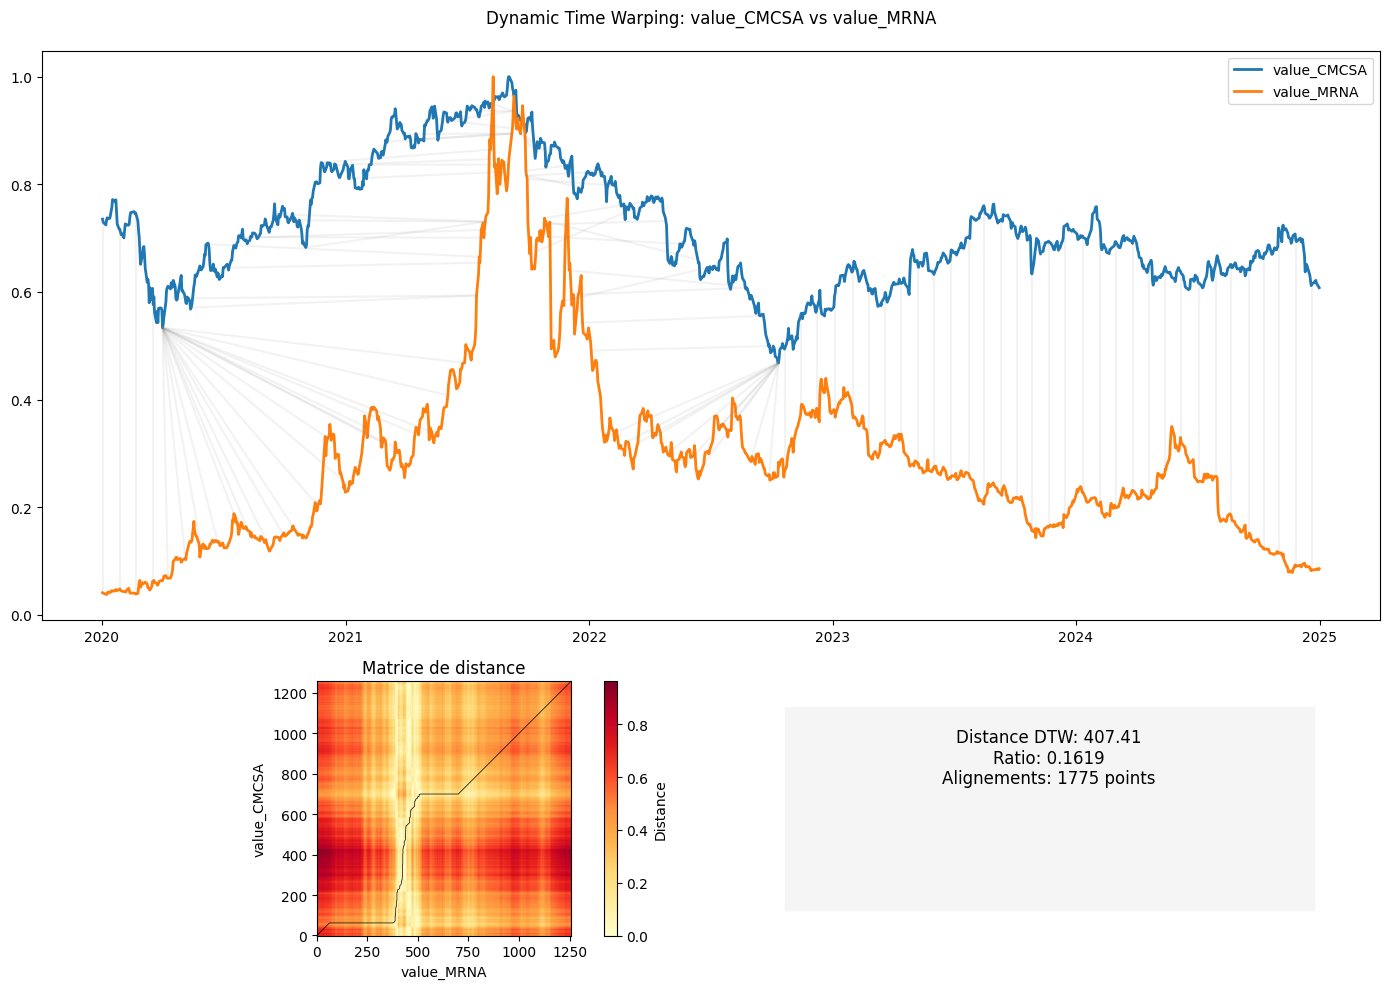 Dynamic Time Warping: value_CMCSA vs value_MRNA
value_CMCSA
value_MRNA
1.0
0.8
0.6
0.4
0.2
0.0
2020 2021 2022 2023 2024 2025
Matrice de distance
value_CMCSA
1200
1000
800
600
400
200
0
0 250 500 750 1000 1250
value_MRNA
0.8
0.6
0.4
0.2
0.0
Distance
Distance DTW: 407.41
Ratio: 0.1619
Alignements: 1775 points